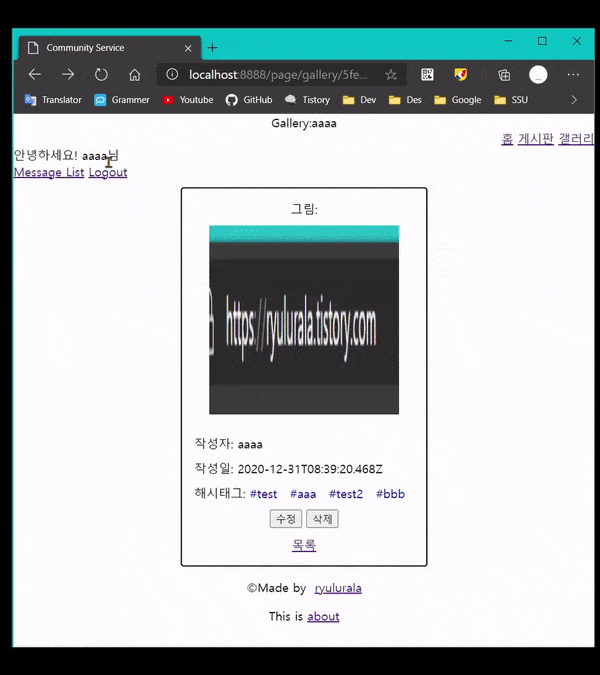 Community Service
localhost:8888/page/gallery/5fe...
Translator Grammer Youtube GitHub Tistory Dev Des Google SSU
Gallery:aaaa
홈 게시판 갤러리
안녕하세요! aaaa님
Message List Logout
그림:
https://ryulurala.tistory.com
작성자: aaaa
작성일: 2020-12-31T08:39:20.468Z
해시태그: #test #aaa #test2 #bbb
수정 삭제
목록
©Made by ryulurala
This is about